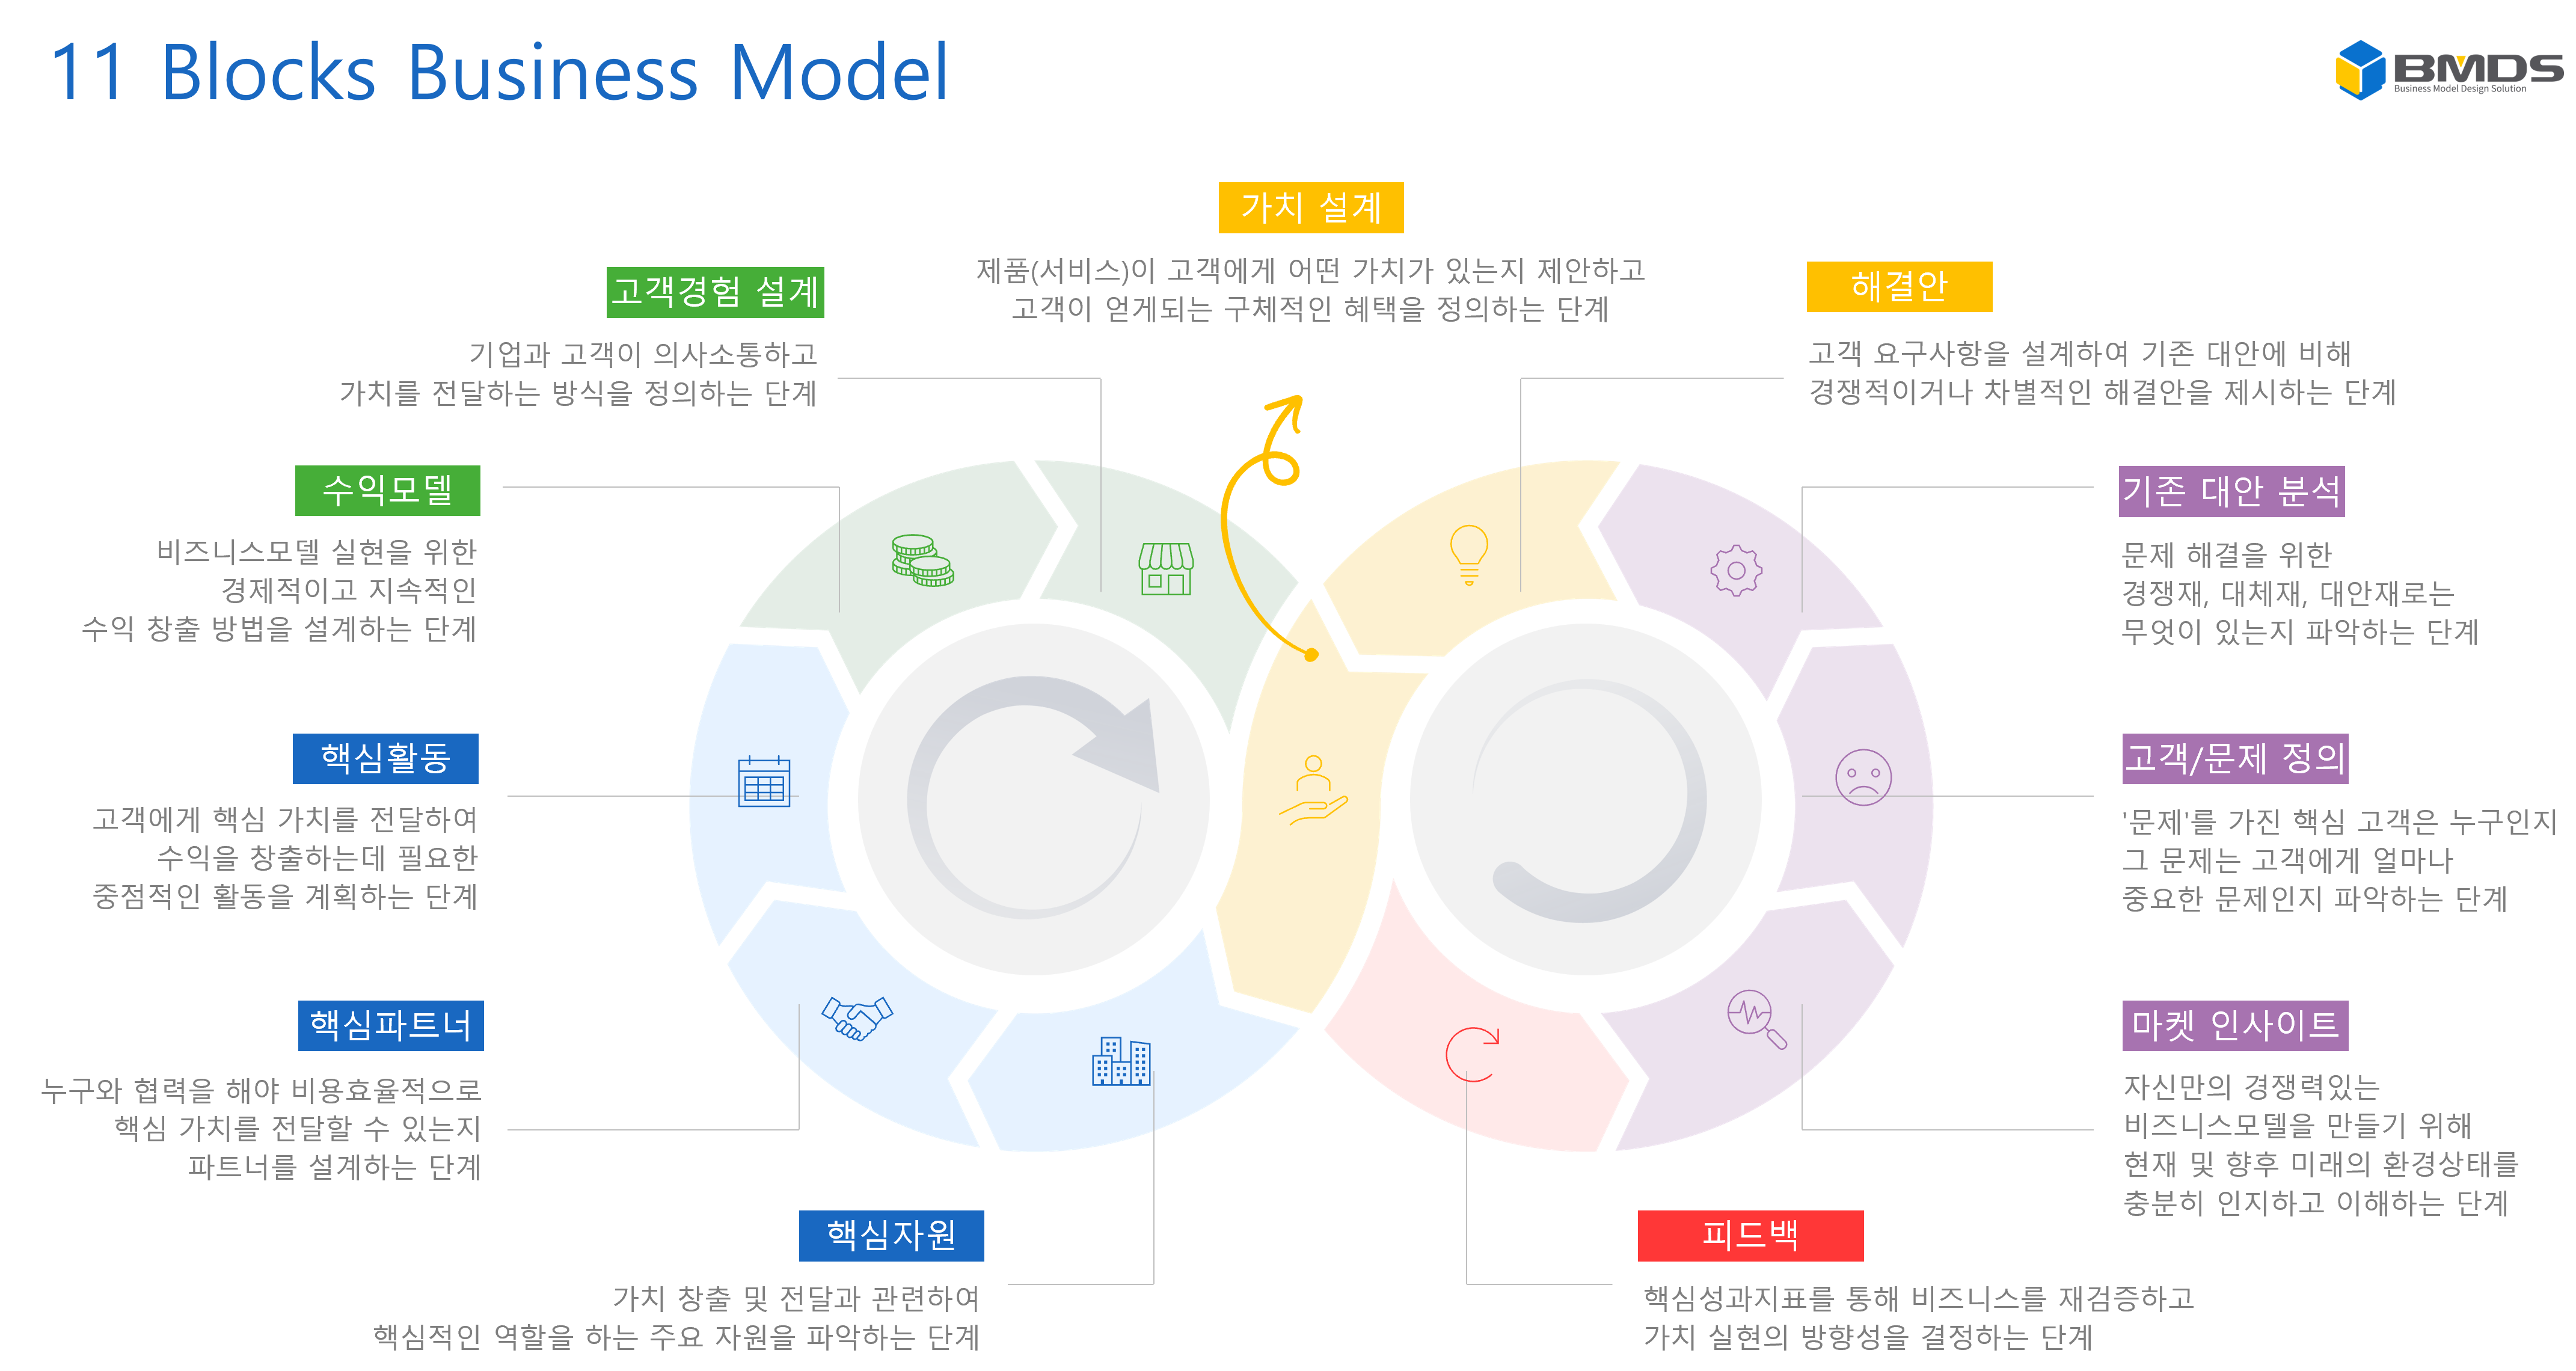 11 Blocks Business Model
BMDS
Business Model Design Solution
가치 설계
제품(서비스)이 고객에게 어떤 가치가 있는지 제안하고
고객이 얻게되는 구체적인 혜택을 정의하는 단계
고객경험 설계
기업과 고객이 의사소통하고
가치를 전달하는 방식을 정의하는 단계
해결안
고객 요구사항을 설계하여 기존 대안에 비해
경쟁적이거나 차별적인 해결안을 제시하는 단계
수익모델
비즈니스모델 실현을 위한
경제적이고 지속적인
수익 창출 방법을 설계하는 단계
기존 대안 분석
문제 해결을 위한
경쟁재, 대체재, 대안재로는
무엇이 있는지 파악하는 단계
핵심활동
고객에게 핵심 가치를 전달하여
수익을 창출하는데 필요한
중점적인 활동을 계획하는 단계
고객/문제 정의
'문제'를 가진 핵심 고객은 누구인지
그 문제는 고객에게 얼마나
중요한 문제인지 파악하는 단계
핵심파트너
누구와 협력을 해야 비용효율적으로
핵심 가치를 전달할 수 있는지
파트너를 설계하는 단계
마켓 인사이트
자신만의 경쟁력있는
비즈니스모델을 만들기 위해
현재 및 향후 미래의 환경상태를
충분히 인지하고 이해하는 단계
핵심자원
가치 창출 및 전달과 관련하여
핵심적인 역할을 하는 주요 자원을 파악하는 단계
피드백
핵심성과지표를 통해 비즈니스를 재검증하고
가치 실현의 방향성을 결정하는 단계